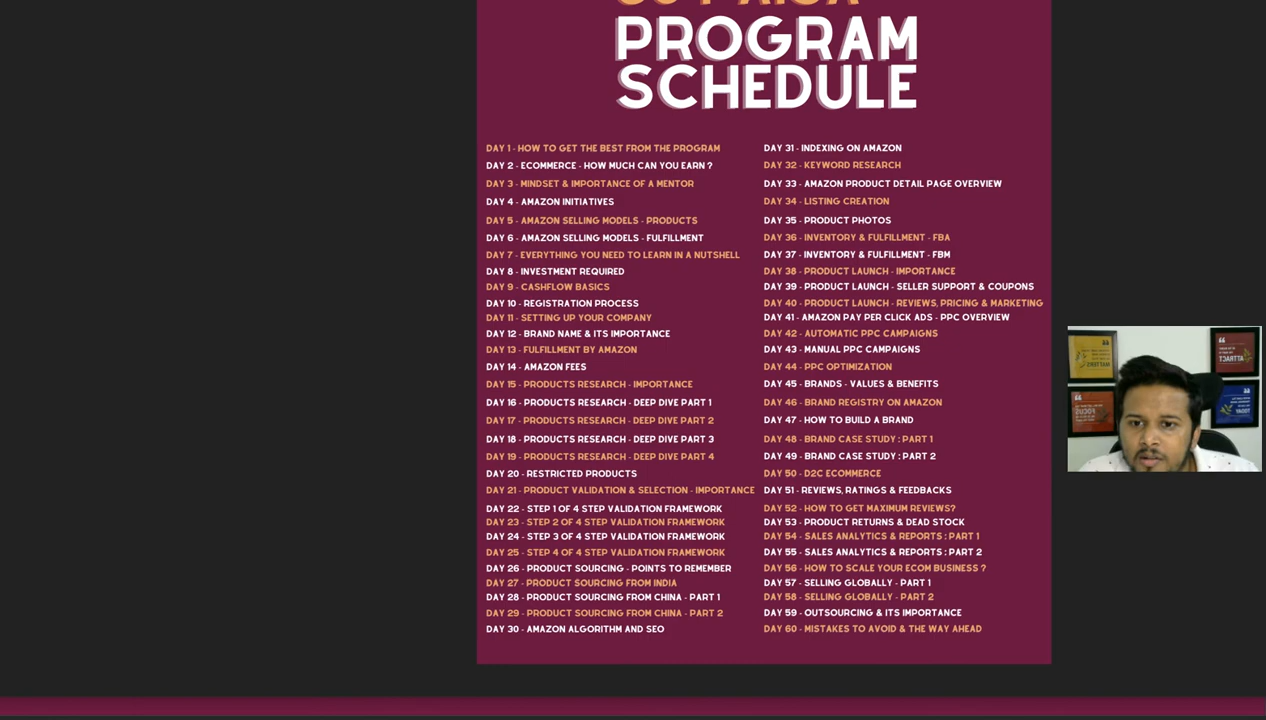 PROGRAM
SCHEDULE
DAY 1 - HOW TO GET THE BEST FROM THE PROGRAM
DAY 2 - ECOMMERCE - HOW MUCH CAN YOU EARN ?
DAY 3 - MINDSET & IMPORTANCE OF A MENTOR
DAY 4 - AMAZON INITIATIVES
DAY 5 - AMAZON SELLING MODELS - PRODUCTS
DAY 6 - AMAZON SELLING MODELS - FULFILLMENT
DAY 7 - EVERYTHING YOU NEED TO LEARN IN A NUTSHELL
DAY 8 - INVESTMENT REQUIRED
DAY 9 - CASHFLOW BASICS
DAY 10 - REGISTRATION PROCESS
DAY 11 - SETTING UP YOUR COMPANY
DAY 12 - BRAND NAME & ITS IMPORTANCE
DAY 13 - FULFILLMENT BY AMAZON
DAY 14 - AMAZON FEES
DAY 15 - PRODUCTS RESEARCH - IMPORTANCE
DAY 16 - PRODUCTS RESEARCH - DEEP DIVE PART 1
DAY 17 - PRODUCTS RESEARCH - DEEP DIVE PART 2
DAY 18 - PRODUCTS RESEARCH - DEEP DIVE PART 3
DAY 19 - PRODUCTS RESEARCH - DEEP DIVE PART 4
DAY 20 - RESTRICTED PRODUCTS
DAY 21 - PRODUCT VALIDATION & SELECTION - IMPORTANCE
DAY 22 - STEP 1 OF 4 STEP VALIDATION FRAMEWORK
DAY 23 - STEP 2 OF 4 STEP VALIDATION FRAMEWORK
DAY 24 - STEP 3 OF 4 STEP VALIDATION FRAMEWORK
DAY 25 - STEP 4 OF 4 STEP VALIDATION FRAMEWORK
DAY 26 - PRODUCT SOURCING - POINTS TO REMEMBER
DAY 27 - PRODUCT SOURCING FROM INDIA
DAY 28 - PRODUCT SOURCING FROM CHINA - PART 1
DAY 29 - PRODUCT SOURCING FROM CHINA - PART 2
DAY 30 - AMAZON ALGORITHM AND SEO
DAY 31 - INDEXING ON AMAZON
DAY 32 - KEYWORD RESEARCH
DAY 33 - AMAZON PRODUCT DETAIL PAGE OVERVIEW
DAY 34 - LISTING CREATION
DAY 35 - PRODUCT PHOTOS
DAY 36 - INVENTORY & FULFILLMENT - FBA
DAY 37 - INVENTORY & FULFILLMENT - FBM
DAY 38 - PRODUCT LAUNCH - IMPORTANCE
DAY 39 - PRODUCT LAUNCH - SELLER SUPPORT & COUPONS
DAY 40 - PRODUCT LAUNCH - REVIEWS, PRICING & MARKETING
DAY 41 - AMAZON PAY PER CLICK ADS - PPC OVERVIEW
DAY 42 - AUTOMATIC PPC CAMPAIGNS
DAY 43 - MANUAL PPC CAMPAIGNS
DAY 44 - PPC OPTIMIZATION
DAY 45 - BRANDS - VALUES & BENEFITS
DAY 46 - BRAND REGISTRY ON AMAZON
DAY 47 - HOW TO BUILD A BRAND
DAY 48 - BRAND CASE STUDY : PART 1
DAY 49 - BRAND CASE STUDY : PART 2
DAY 50 - D2C ECOMMERCE
DAY 51 - REVIEWS, RATINGS & FEEDBACKS
DAY 52 - HOW TO GET MAXIMUM REVIEWS?
DAY 53 - PRODUCT RETURNS & DEAD STOCK
DAY 54 - SALES ANALYTICS & REPORTS : PART 1
DAY 55 - SALES ANALYTICS & REPORTS : PART 2
DAY 56 - HOW TO SCALE YOUR ECOM BUSINESS ?
DAY 57 - SELLING GLOBALLY - PART 1
DAY 58 - SELLING GLOBALLY - PART 2
DAY 59 - OUTSOURCING & ITS IMPORTANCE
DAY 60 - MISTAKES TO AVOID & THE WAY AHEAD
MATTERS
ATTRACT
FOCUS
TODAY